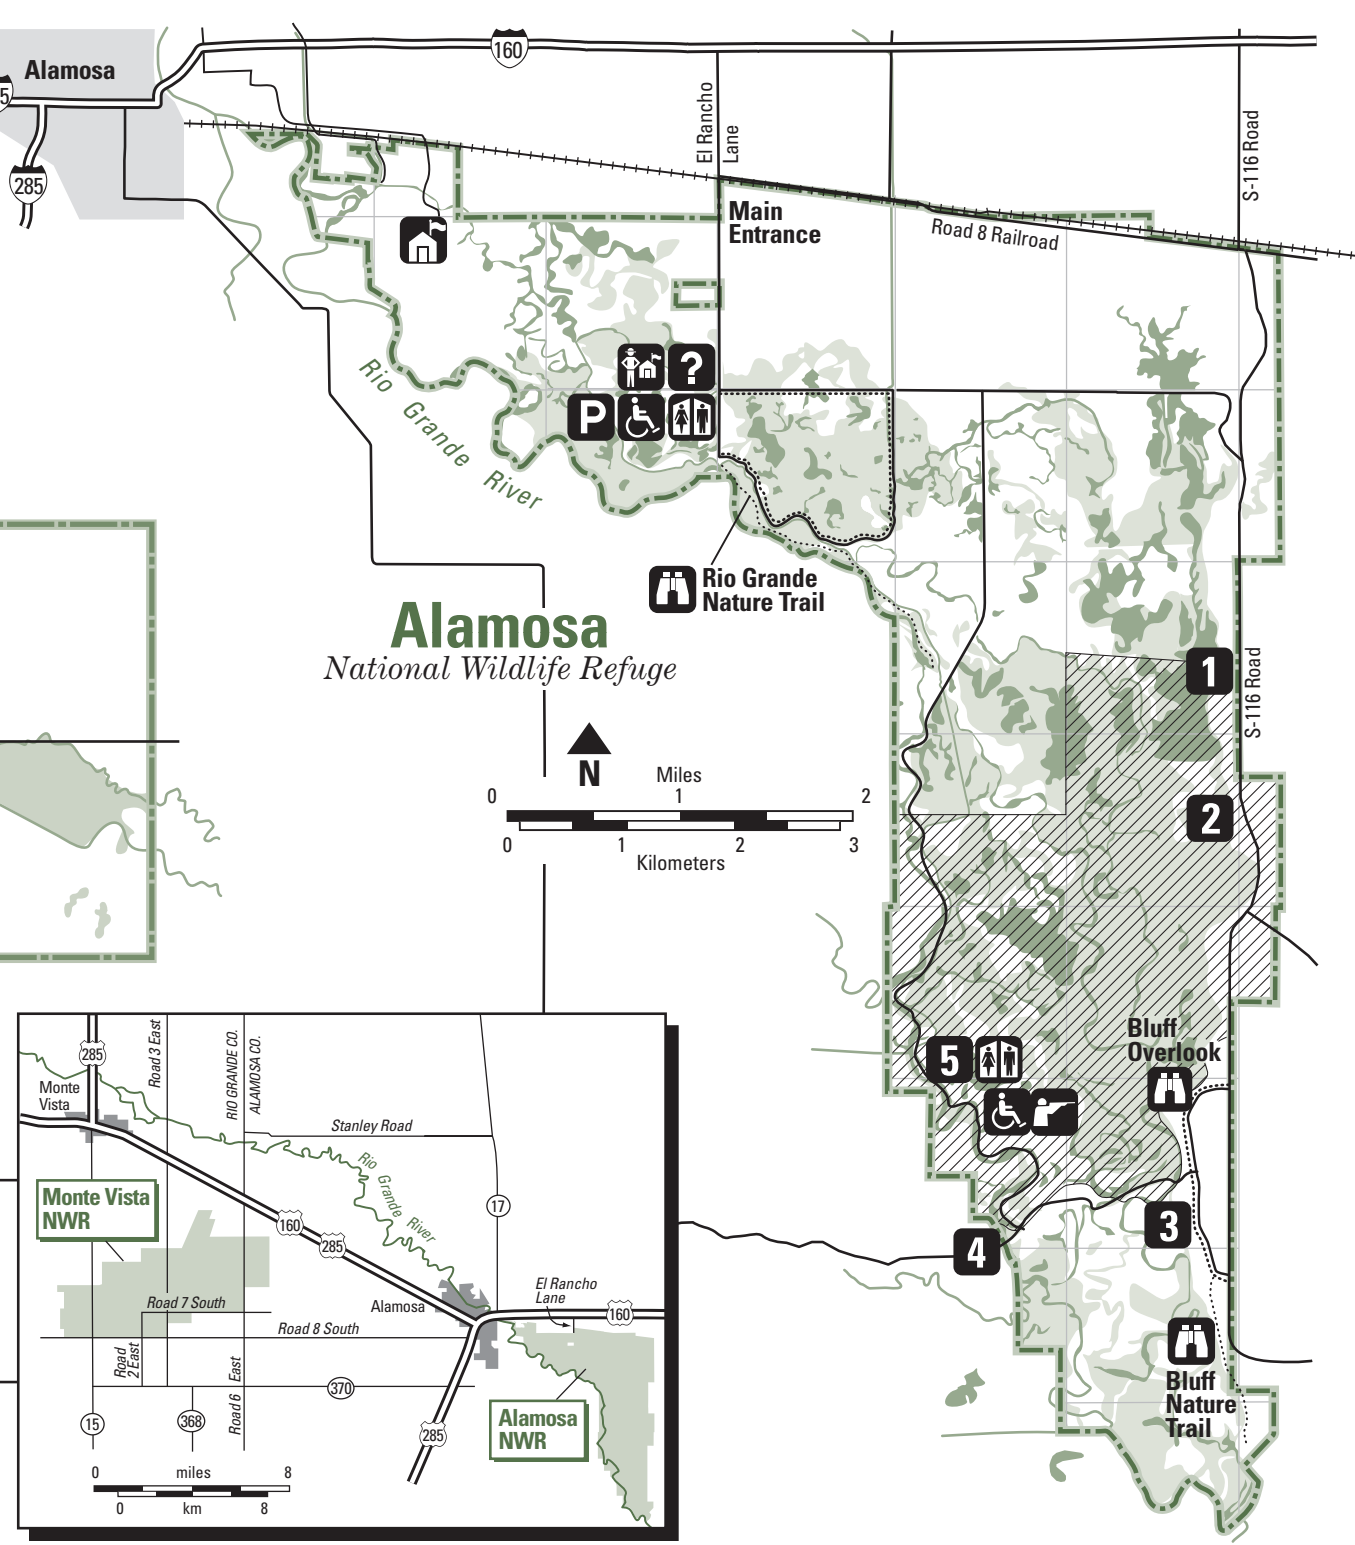 160
Alamosa
5
285
El Rancho
Lane
S-116 Road
Main
Entrance
Road 8 Railroad
?
P
Rio Grande River
Rio Grande
Nature Trail
Alamosa
National Wildlife Refuge
1
S-116 Road
N
Miles
0 1 2
0 1 2 3
Kilometers
2
Bluff
Overlook
5
3
4
Bluff
Nature
Trail
285
Road 3 East
RIO GRANDE CO.
ALAMOSA CO.
Monte
Vista
Stanley Road
Rio Grande River
Monte Vista
NWR
160
285
17
El Rancho
Lane
Alamosa
160
Road 7 South
Road 8 South
Road
2 East
Road 6 East
370
15
368
285
Alamosa
NWR
0 miles 8
0 km 8